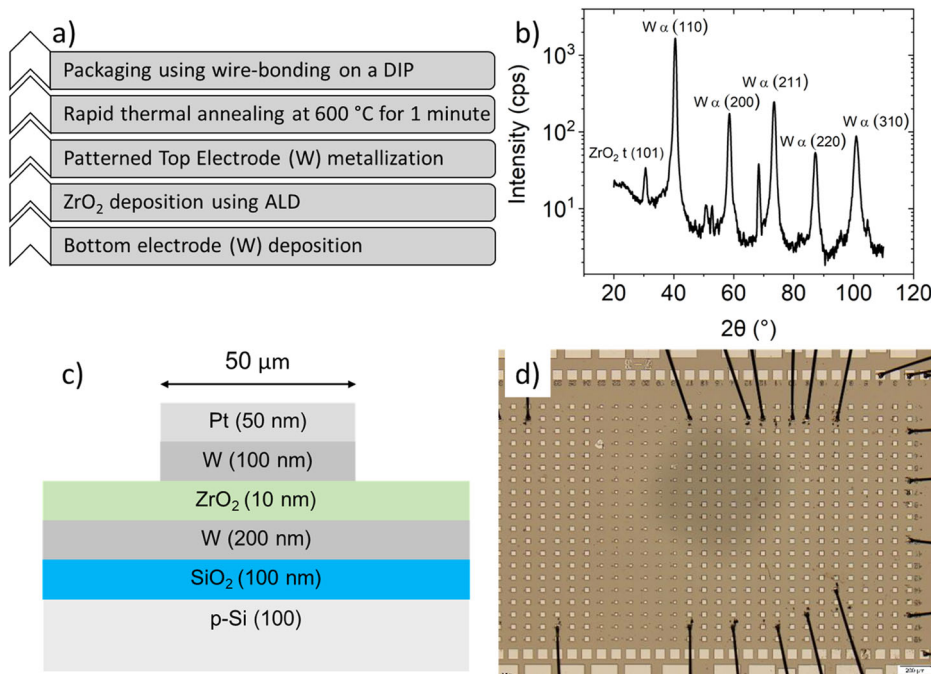 a)
Packaging using wire-bonding on a DIP
Rapid thermal annealing at 600 °C for 1 minute
Patterned Top Electrode (W) metallization
ZrO₂ deposition using ALD
Bottom electrode (W) deposition
b)
Intensity (cps)
10³
10²
10¹
W α (110)
W α (211)
W α (200)
W α (310)
W α (220)
ZrO₂ t (101)
20 40 60 80 100 120
2θ (°)
c)
50 μm
Pt (50 nm)
W (100 nm)
ZrO₂ (10 nm)
W (200 nm)
SiO₂ (100 nm)
p-Si (100)
d)
200 μm